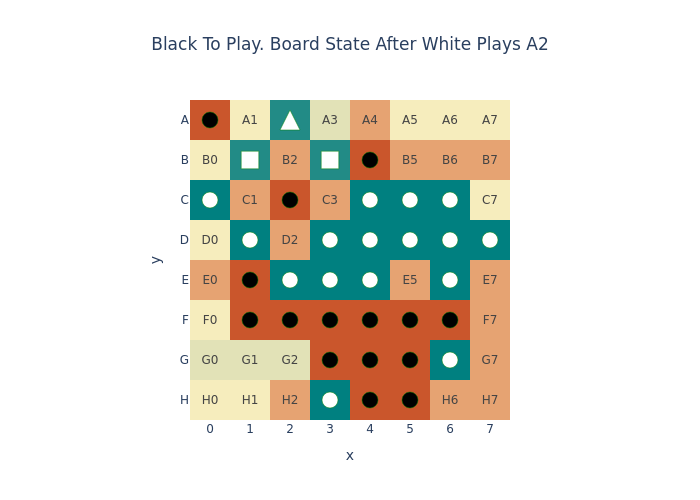 Black To Play. Board State After White Plays A2
A A1 A3 A4 A5 A6 A7
B B0 B2 B5 B6 B7
C C1 C3 C7
D D0 D2
E E0 E5 E7
F F0 F7
G G0 G1 G2 G7
H H0 H1 H2 H6 H7
0 1 2 3 4 5 6 7
x
y